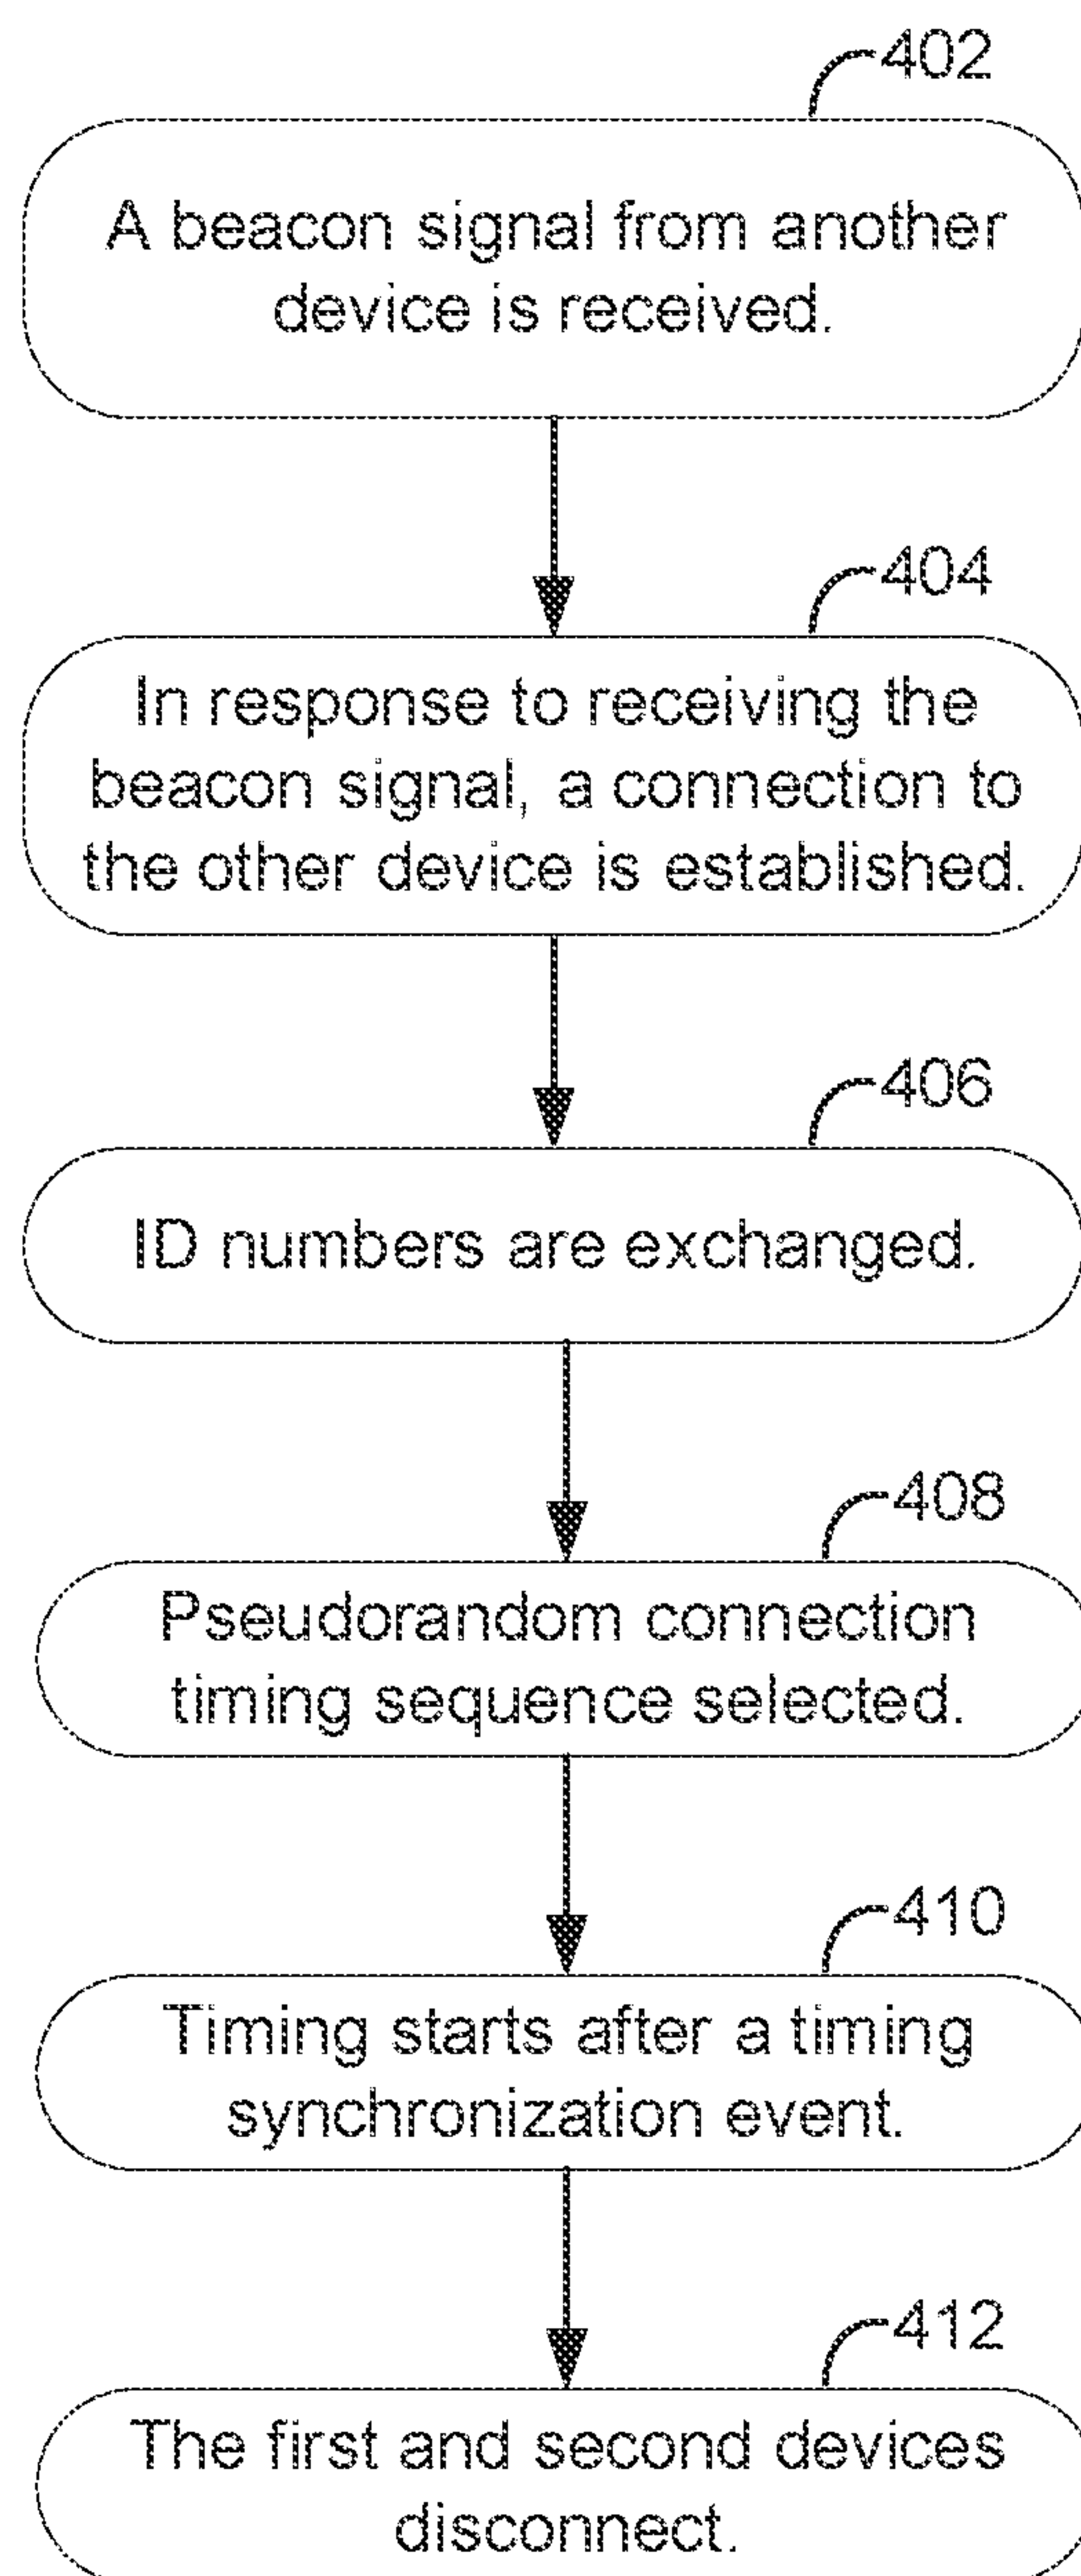 402
A beacon signal from another
device is received.
404
In response to receiving the
beacon signal, a connection to
the other device is established.
406
ID numbers are exchanged.
408
Pseudorandom connection
timing sequence selected.
410
Timing starts after a timing
synchronization event.
412
The first and second devices
disconnect.